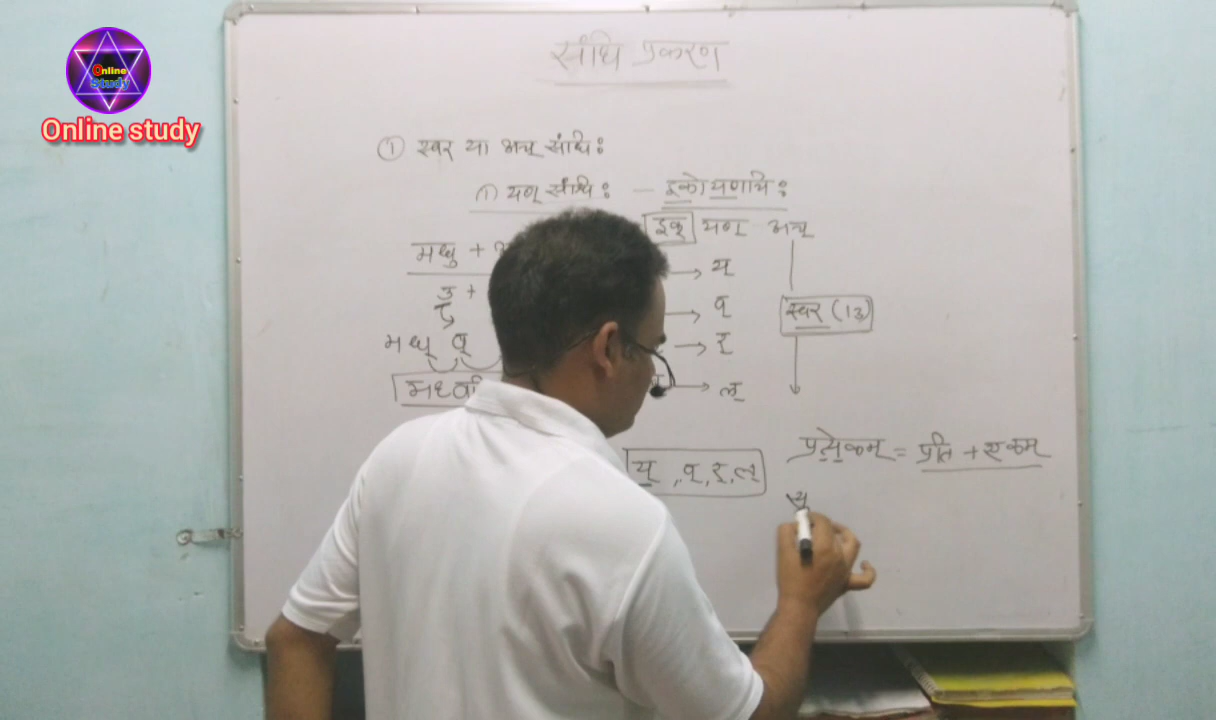 Online Study
Online study
संधि प्रकरण
① स्वर या अच् संधिः
(1) यण् संधिः - इकोयणचिः
इक् यण् अच्
मधु +
→ य्
उ +
→ व्
स्वर (13)
मध् व्
→ र्
→ ल्
प्रत्येकम् = प्रति + एकम्
य्, व्, र्, ल्